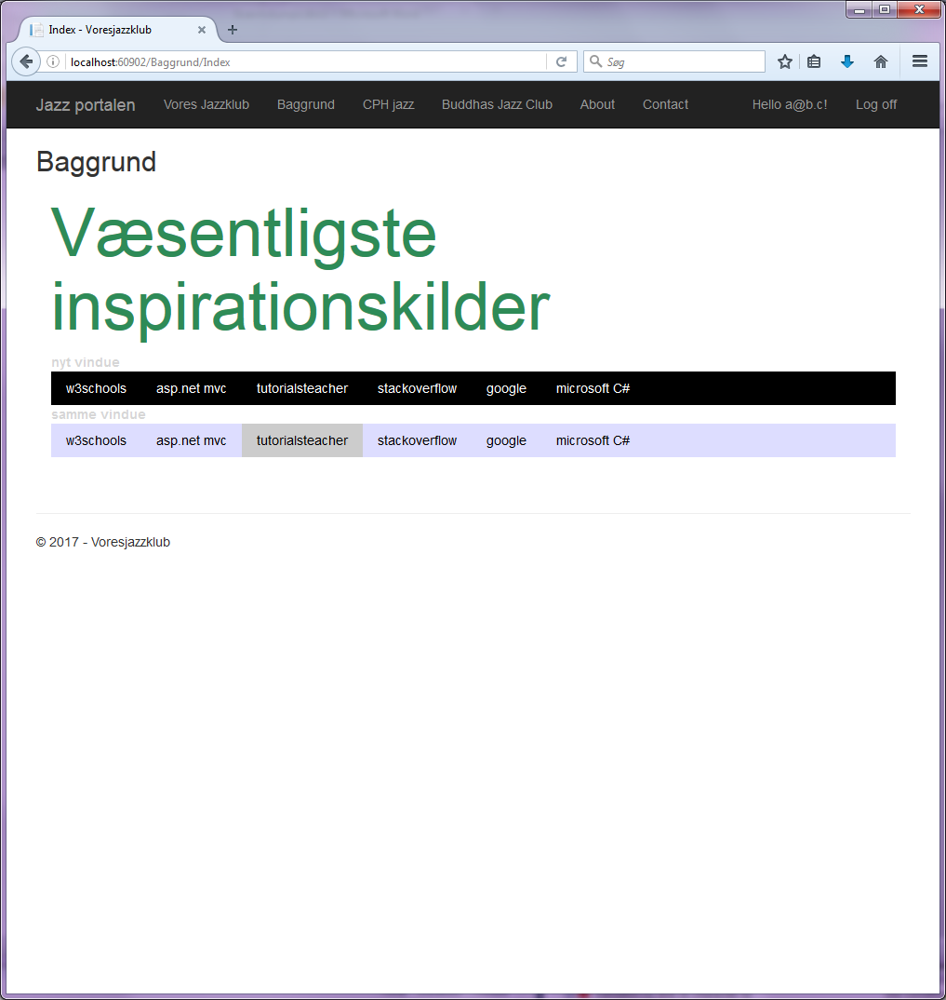 Index - Voresjazzklub
localhost:60902/Baggrund/Index
Søg
Jazz portalen Vores Jazzklub Baggrund CPH jazz Buddhas Jazz Club About Contact Hello a@b.c! Log off
Baggrund
Væsentligste
inspirationskilder
nyt vindue
w3schools asp.net mvc tutorialsteacher stackoverflow google microsoft C#
samme vindue
w3schools asp.net mvc tutorialsteacher stackoverflow google microsoft C#
© 2017 - Voresjazzklub